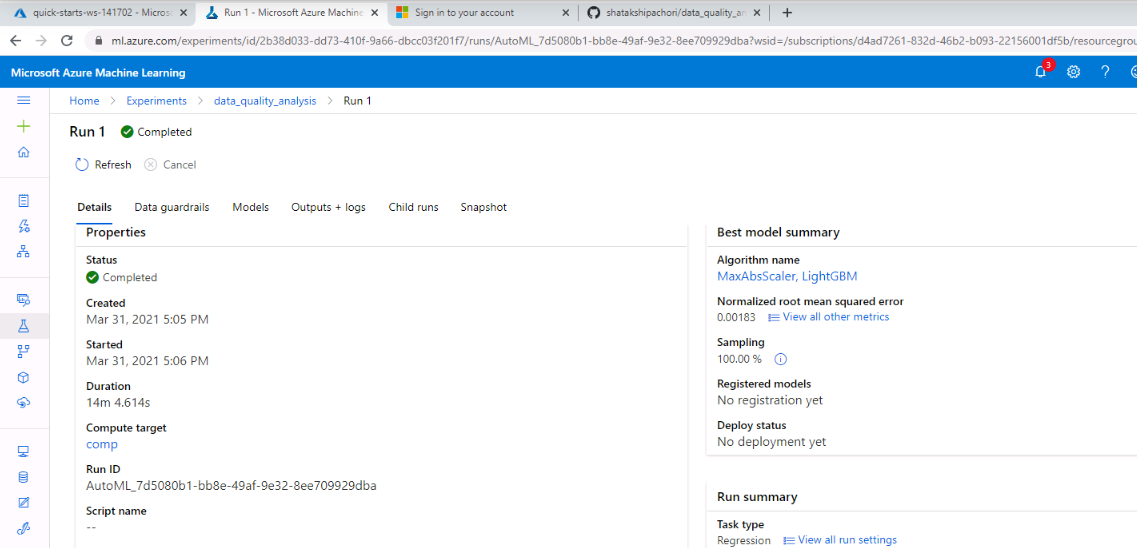 quick-starts-ws-141702 - Micros
Run 1 - Microsoft Azure Machine
Sign in to your account
shatakshipachori/data_quality_a
ml.azure.com/experiments/id/2b38d033-dd73-410f-9a66-dbcc03f201f7/runs/AutoML_7d5080b1-bb8e-49af-9e32-8ee709929dba?wsid=/subscriptions/d4ad7261-832d-46b2-b093-22156001df5b/resourcegrou
Microsoft Azure Machine Learning
3
Home > Experiments > data_quality_analysis > Run 1
Run 1 Completed
Refresh Cancel
Details Data guardrails Models Outputs + logs Child runs Snapshot
Properties
Status
Completed
Created
Mar 31, 2021 5:05 PM
Started
Mar 31, 2021 5:06 PM
Duration
14m 4.614s
Compute target
comp
Run ID
AutoML_7d5080b1-bb8e-49af-9e32-8ee709929dba
Script name
--
Best model summary
Algorithm name
MaxAbsScaler, LightGBM
Normalized root mean squared error
0.00183 View all other metrics
Sampling
100.00 %
Registered models
No registration yet
Deploy status
No deployment yet
Run summary
Task type
Regression View all run settings